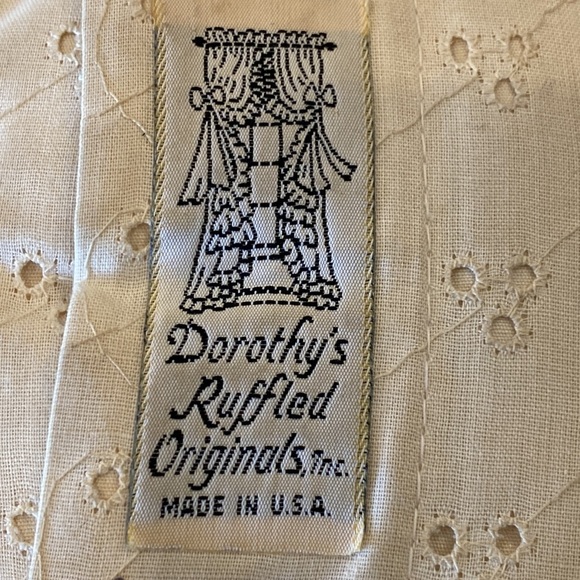 Dorothy's
Ruffled
Originals, Inc.
MADE IN U.S.A.